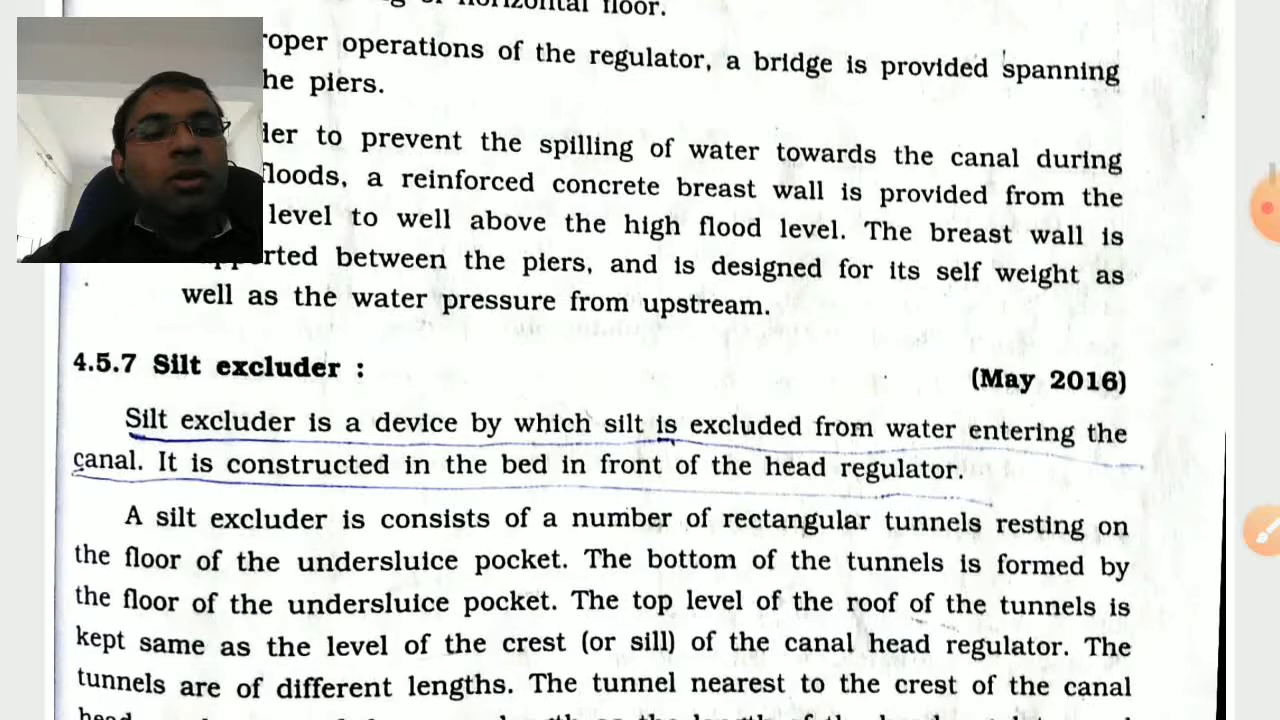 horizontal floor.
roper operations of the regulator, a bridge is provided spanning
he piers.
der to prevent the spilling of water towards the canal during
floods, a reinforced concrete breast wall is provided from the
level to well above the high flood level. The breast wall is
rted between the piers, and is designed for its self weight as
well as the water pressure from upstream.
4.5.7 Silt excluder :
(May 2016)
Silt excluder is a device by which silt is excluded from water entering the
canal. It is constructed in the bed in front of the head regulator.
A silt excluder is consists of a number of rectangular tunnels resting on
the floor of the undersluice pocket. The bottom of the tunnels is formed by
the floor of the undersluice pocket. The top level of the roof of the tunnels is
kept same as the level of the crest (or sill) of the canal head regulator. The
tunnels are of different lengths. The tunnel nearest to the crest of the canal